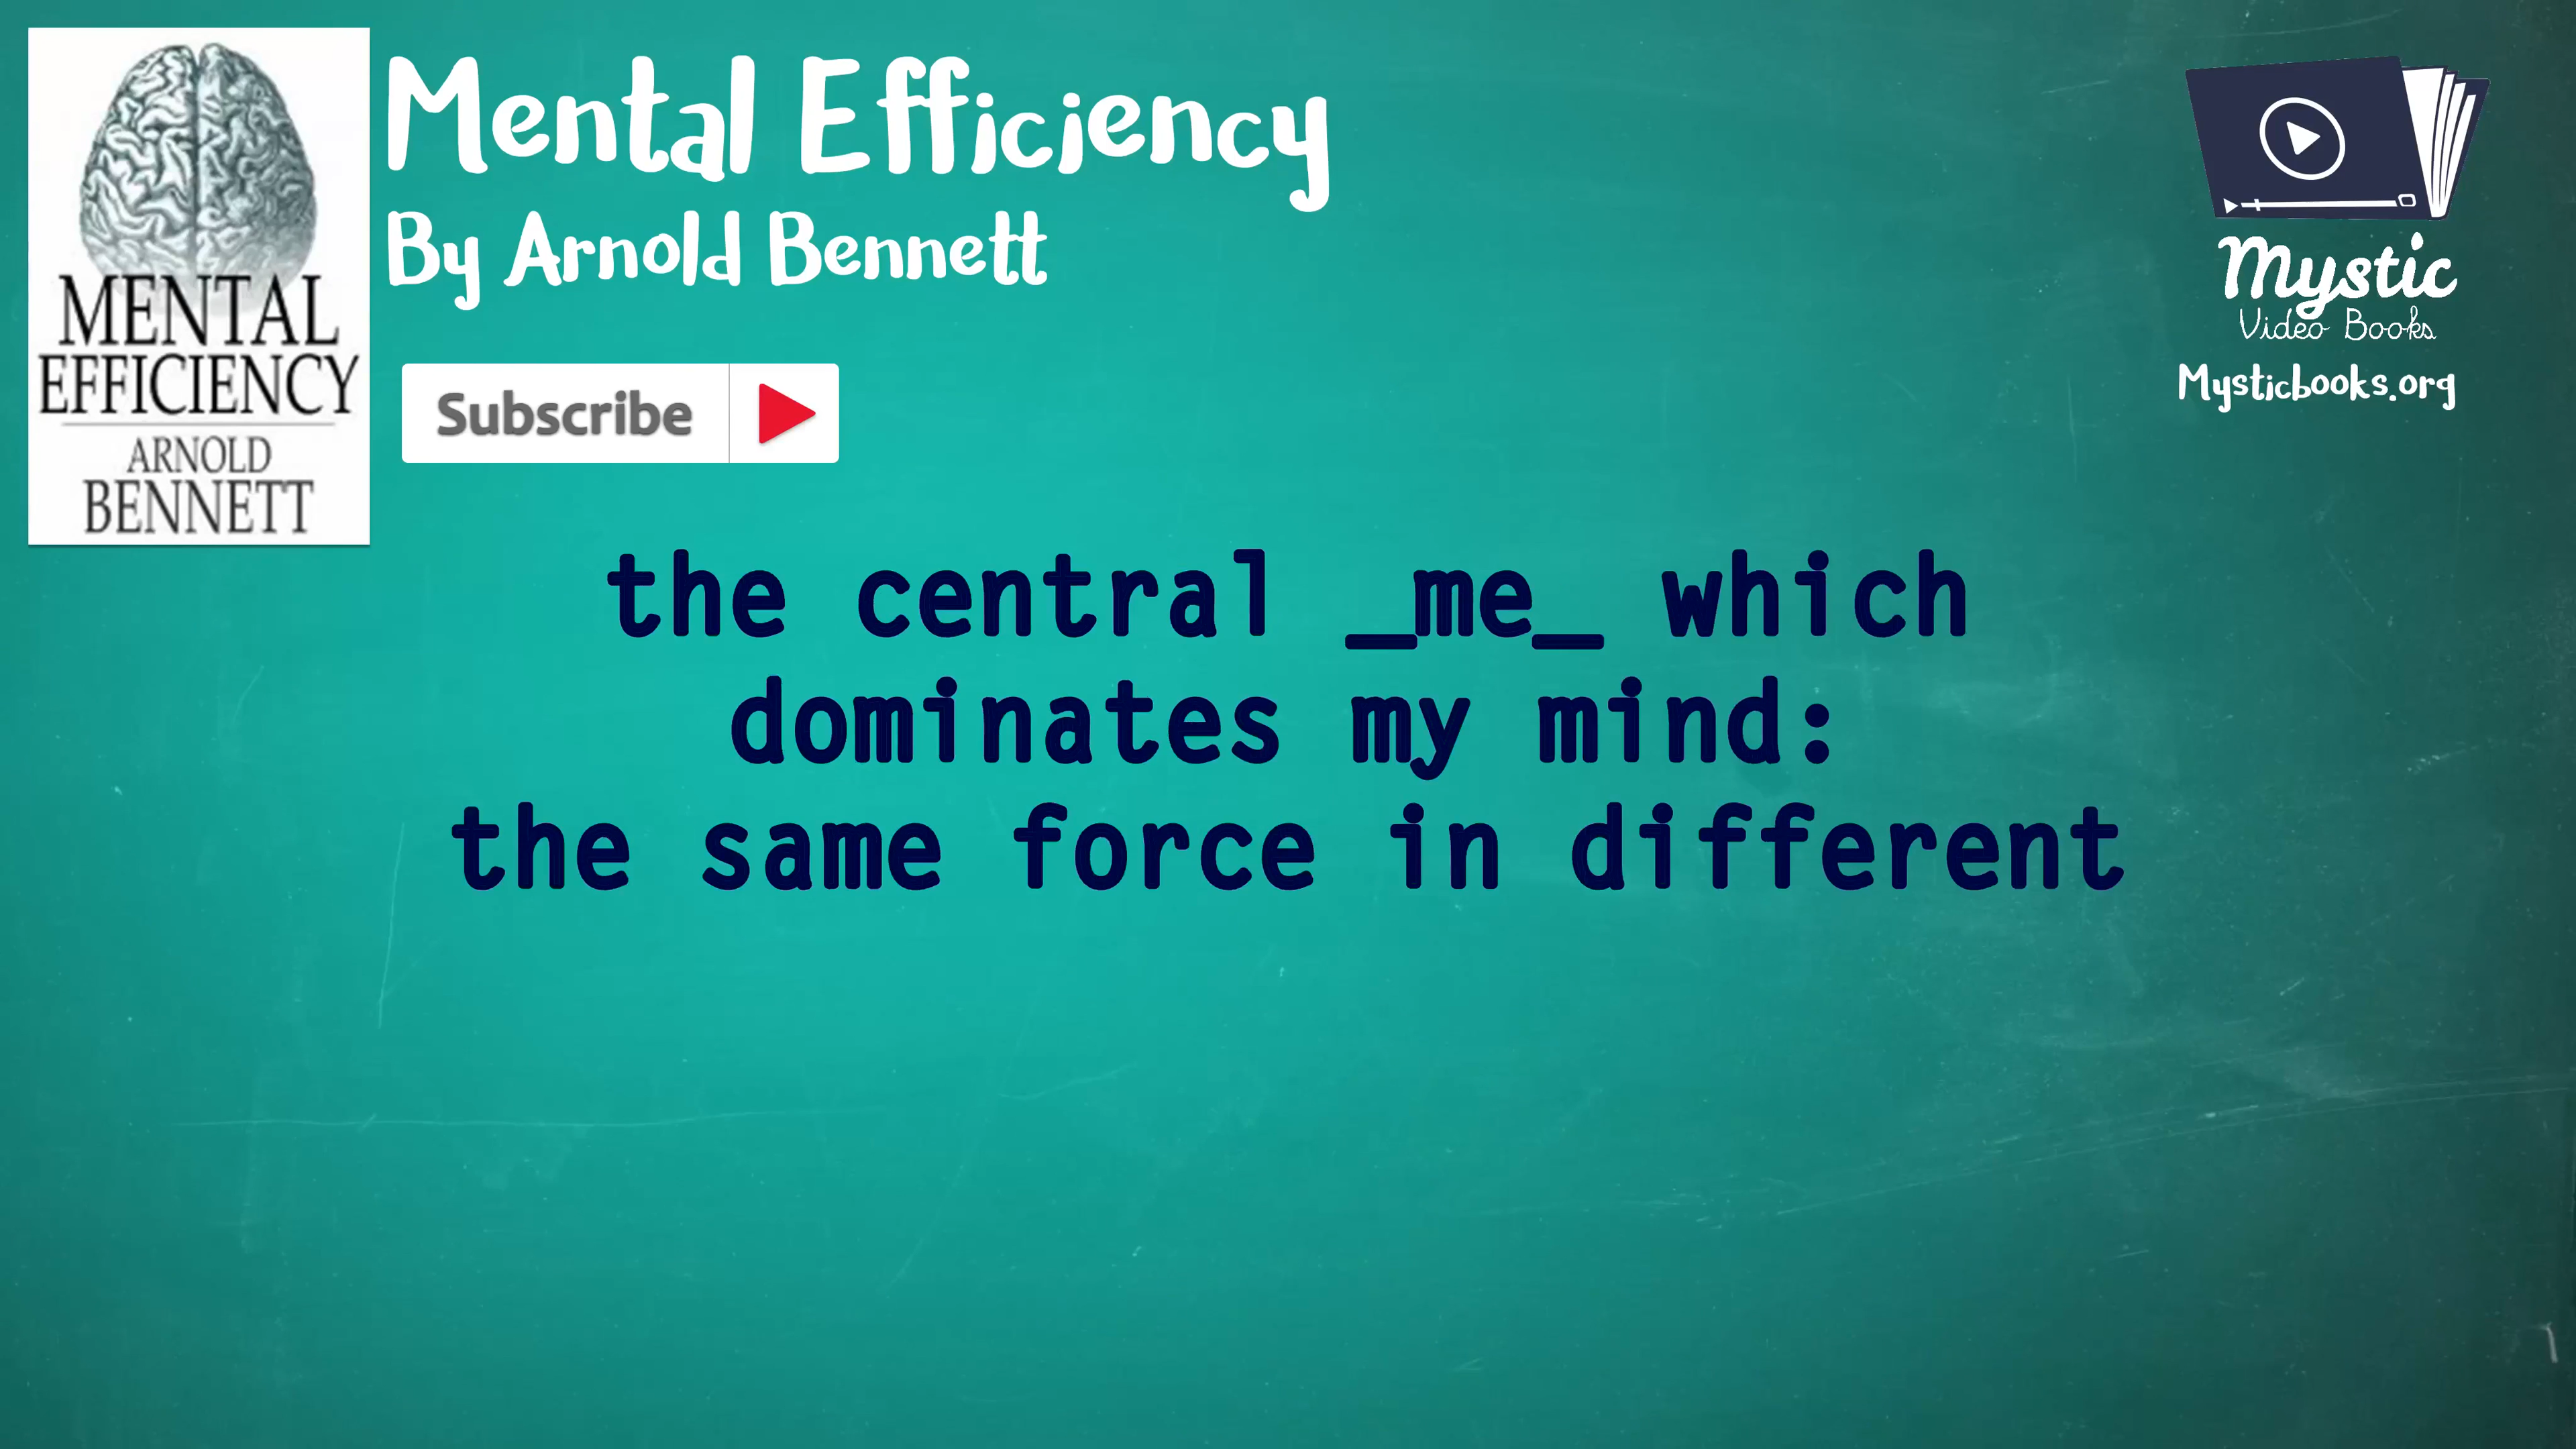 Mental Efficiency
By Arnold Bennett
Subscribe
MENTAL
EFFICIENCY
ARNOLD
BENNETT
Mystic
Video Books
Mysticbooks.org
the central _me_ which
dominates my mind:
the same force in different